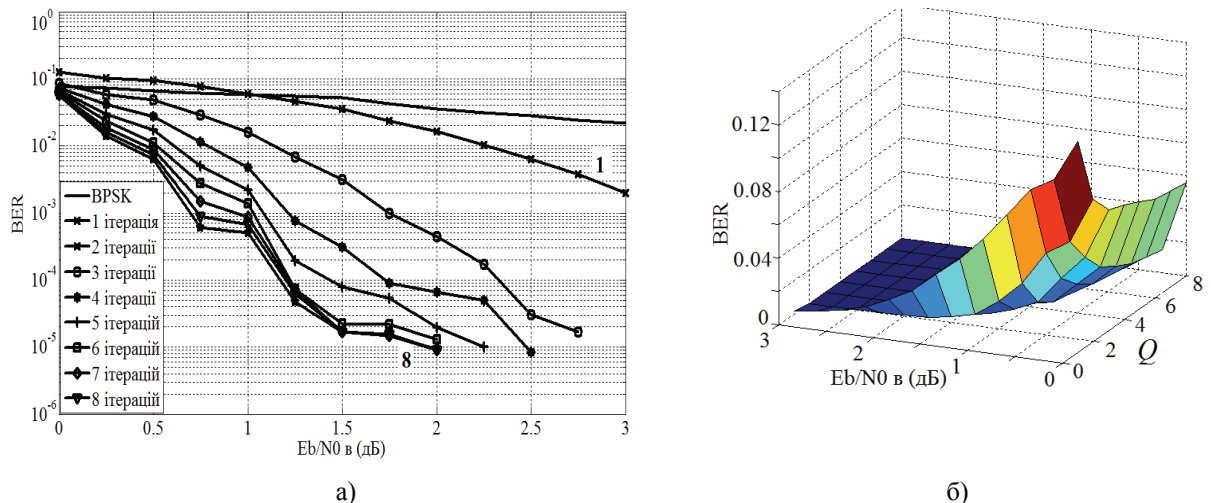 10^0
10^-1
10^-2
10^-3
10^-4
10^-5
10^-6
BER
1
8
BPSK
1 ітерація
2 ітерації
3 ітерації
4 ітерації
5 ітерацій
6 ітерацій
7 ітерацій
8 ітерацій
0 0.5 1 1.5 2 2.5 3
Eb/N0 в (дБ)
а)
0.12
0.08
0.04
0
BER
3 2 1 0
Eb/N0 в (дБ)
0 2 4 6 8
Q
б)